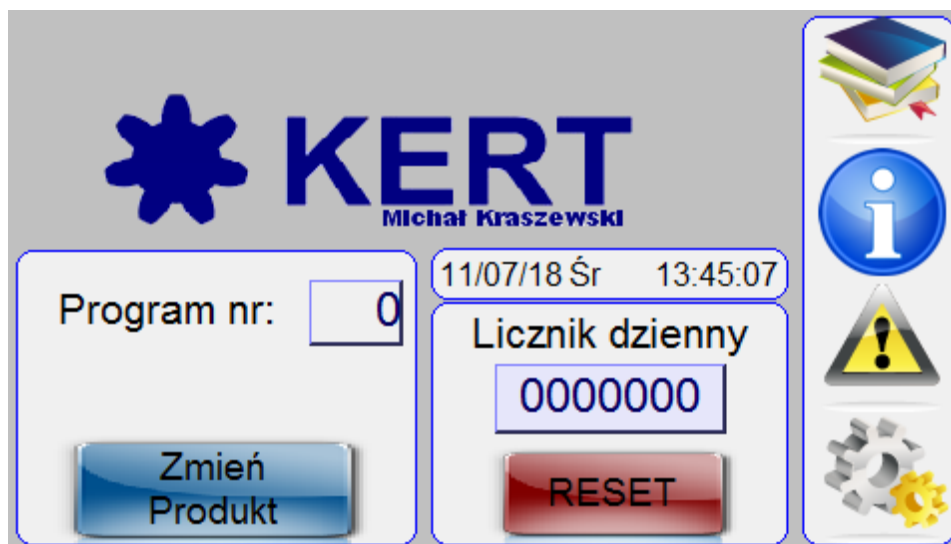 KERT
Michał Kraszewski
11/07/18 Śr 13:45:07
Program nr: 0
Licznik dzienny
0000000
Zmień
Produkt
RESET